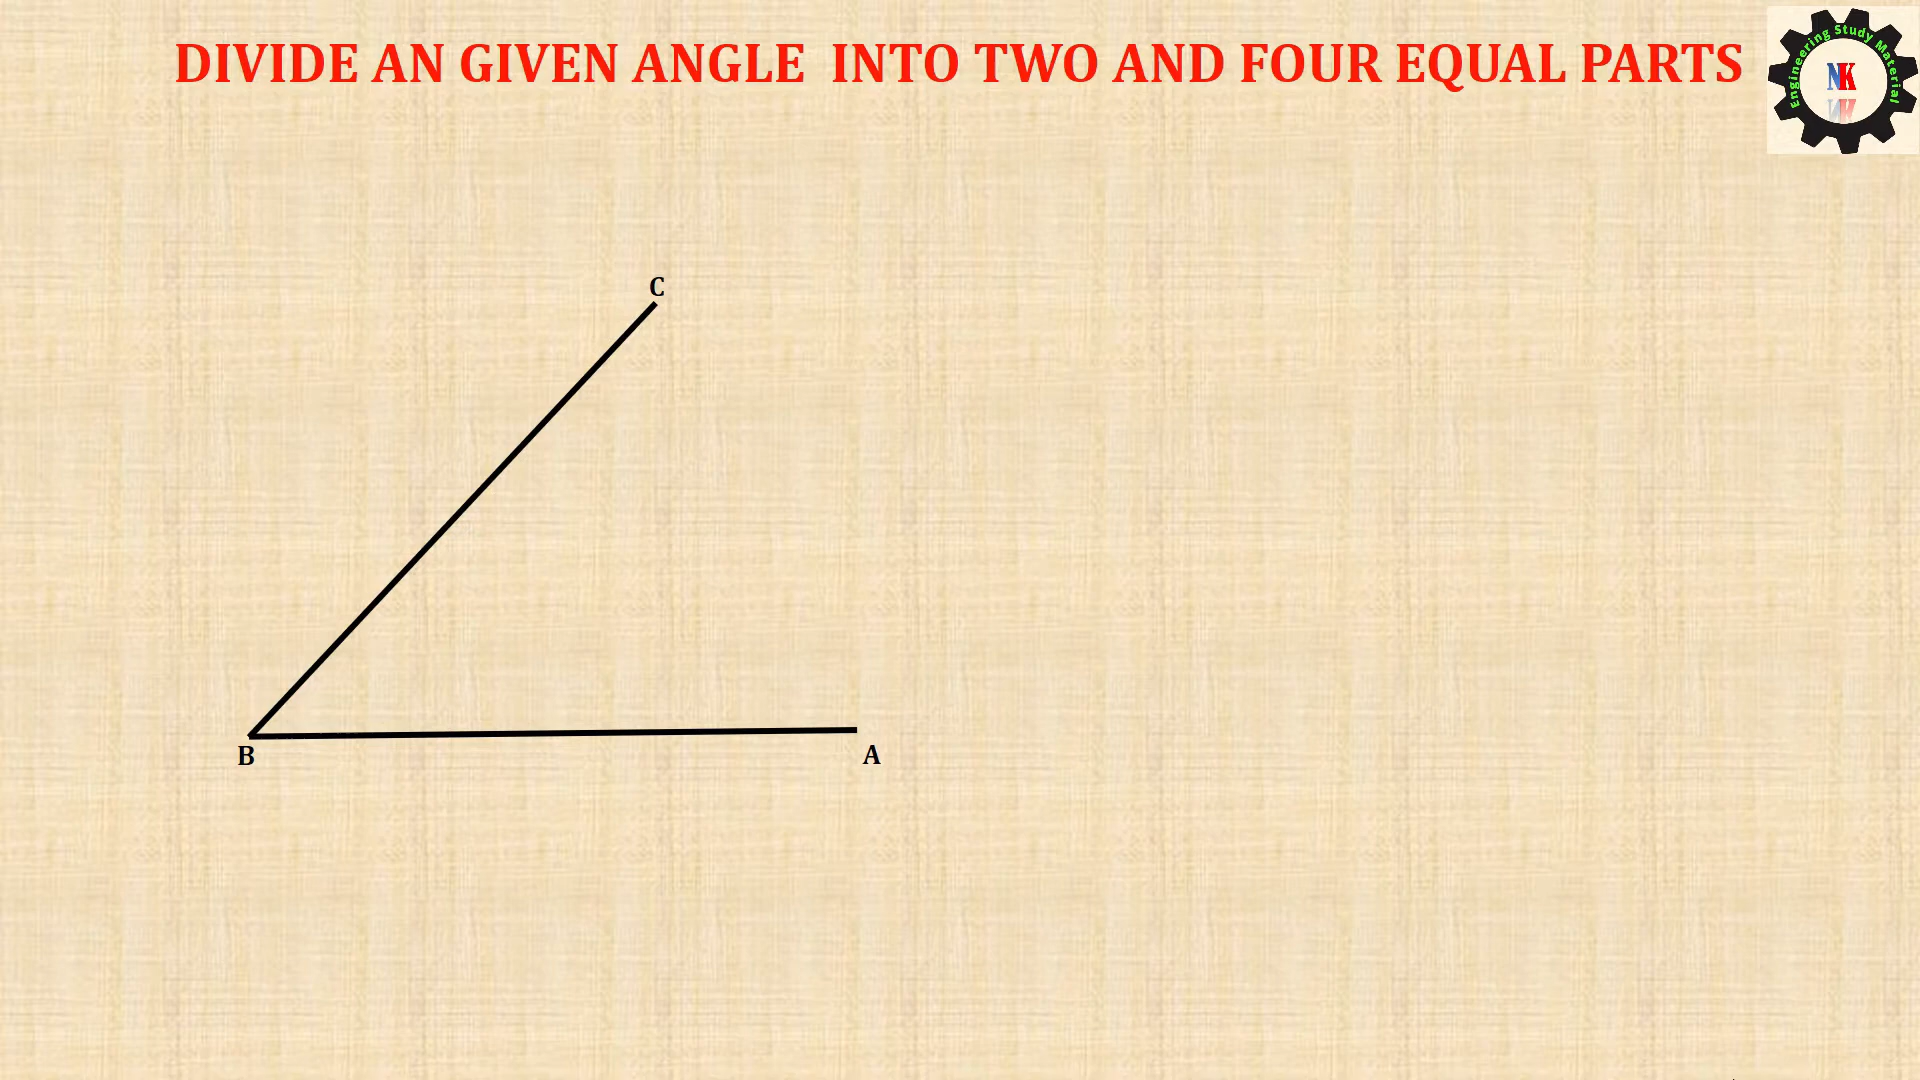 DIVIDE AN GIVEN ANGLE INTO TWO AND FOUR EQUAL PARTS
Engineering Study Material
NK
C
B
A